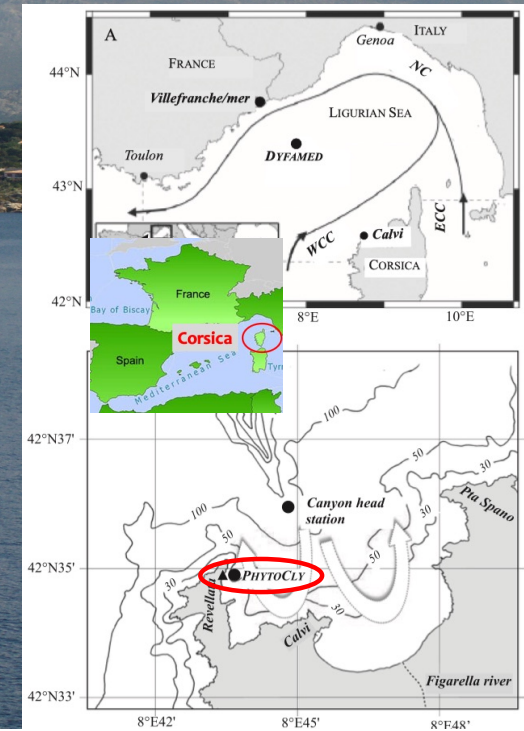 A
ITALY
Genoa
44°N
FRANCE
NC
Villefranche/mer
LIGURIAN SEA
DYFAMED
Toulon
43°N
ECC
WCC
Calvi
CORSICA
42°N
8°E
10°E
France
Bay of Biscay
Corsica
Spain
Mediterranean Sea
Tyrr
100
42°N37'
50
30
100
Pta Spano
Canyon head
station
100
50
50
30
42°N35'
30
PHYTOCLY
Revellata
30
Calvi
Figarella river
42°N33'
8°E42'
8°E45'
8°E48'